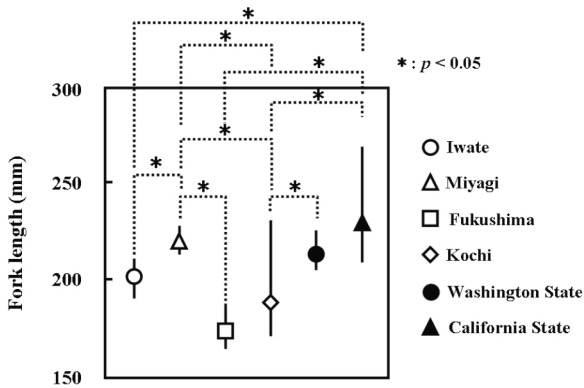 * * * * * * * *
* : p < 0.05
300
250
200
150
Fork length (mm)
Iwate
Miyagi
Fukushima
Kochi
Washington State
California State